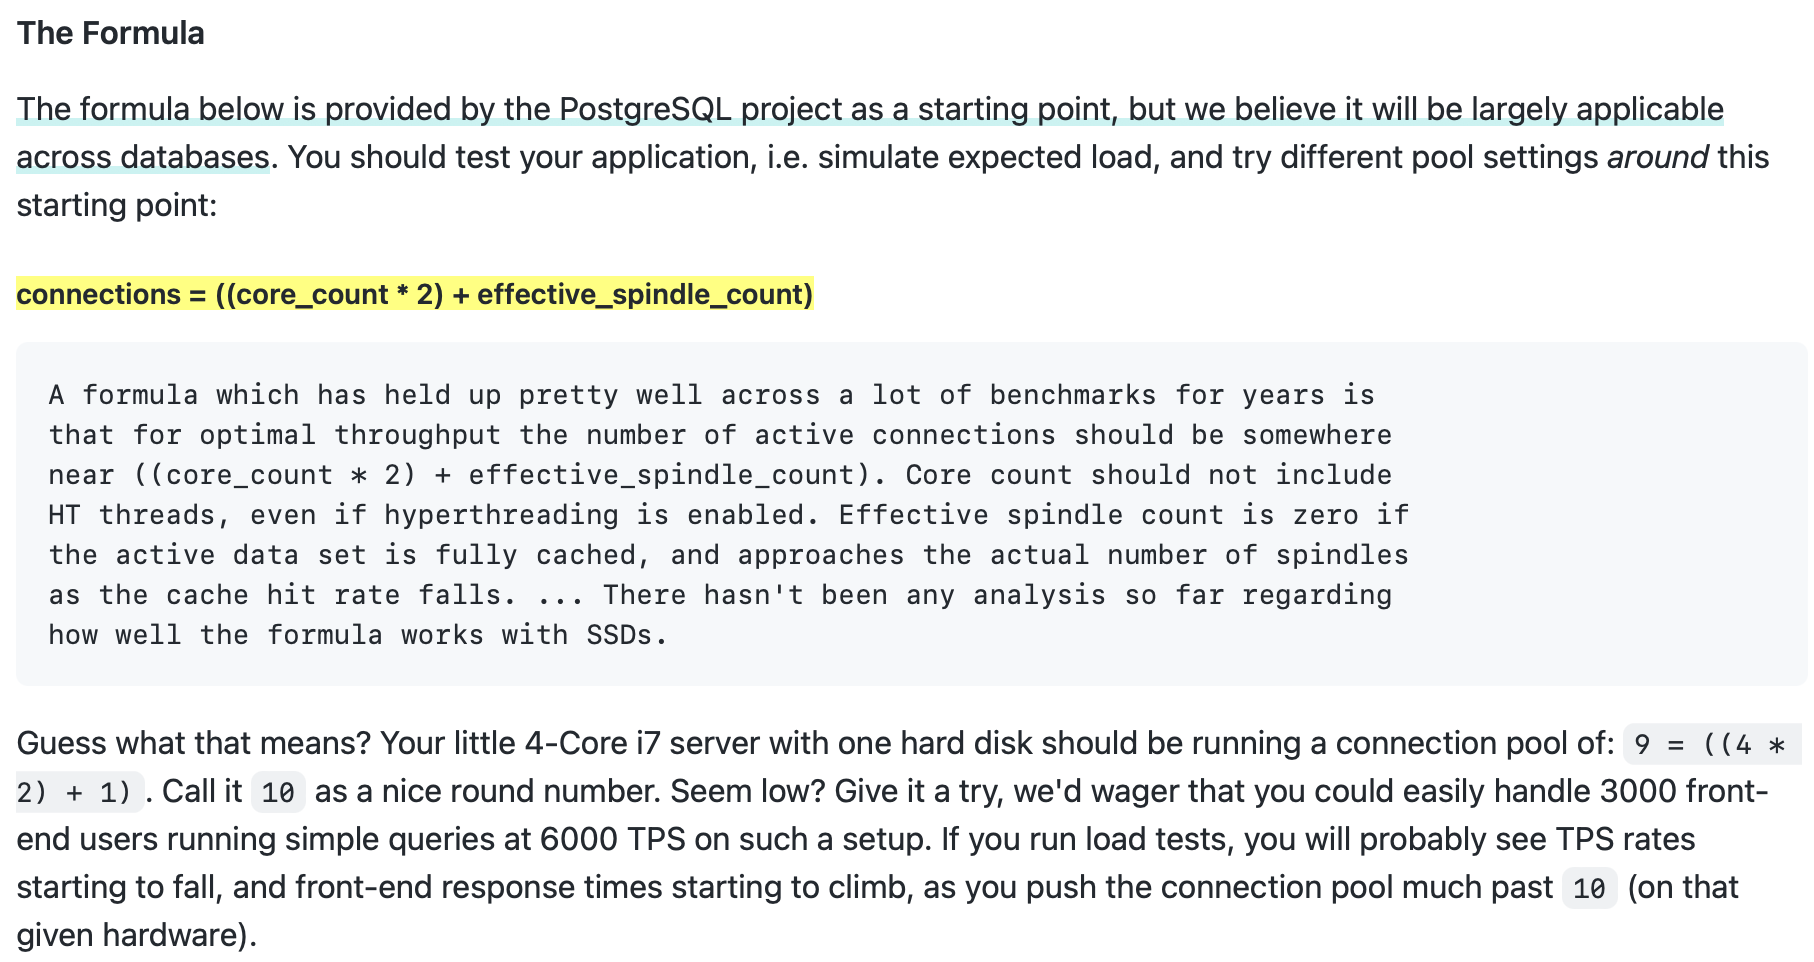 The Formula
The formula below is provided by the PostgreSQL project as a starting point, but we believe it will be largely applicable
across databases. You should test your application, i.e. simulate expected load, and try different pool settings around this
starting point:
connections = ((core_count * 2) + effective_spindle_count)
A formula which has held up pretty well across a lot of benchmarks for years is
that for optimal throughput the number of active connections should be somewhere
near ((core_count * 2) + effective_spindle_count). Core count should not include
HT threads, even if hyperthreading is enabled. Effective spindle count is zero if
the active data set is fully cached, and approaches the actual number of spindles
as the cache hit rate falls. ... There hasn't been any analysis so far regarding
how well the formula works with SSDs.
Guess what that means? Your little 4-Core i7 server with one hard disk should be running a connection pool of: 9 = ((4 *
2) + 1). Call it 10 as a nice round number. Seem low? Give it a try, we'd wager that you could easily handle 3000 front-
end users running simple queries at 6000 TPS on such a setup. If you run load tests, you will probably see TPS rates
starting to fall, and front-end response times starting to climb, as you push the connection pool much past 10 (on that
given hardware).